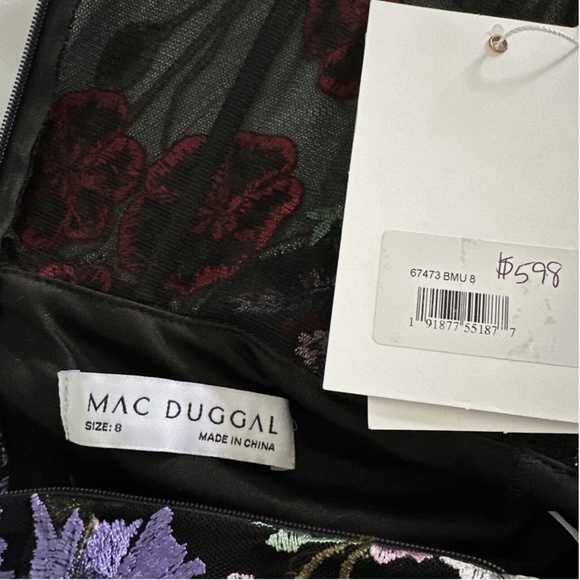 67473 BMU 8 $598
1 91877 55187 7
MAC DUGGAL
SIZE: 8
MADE IN CHINA